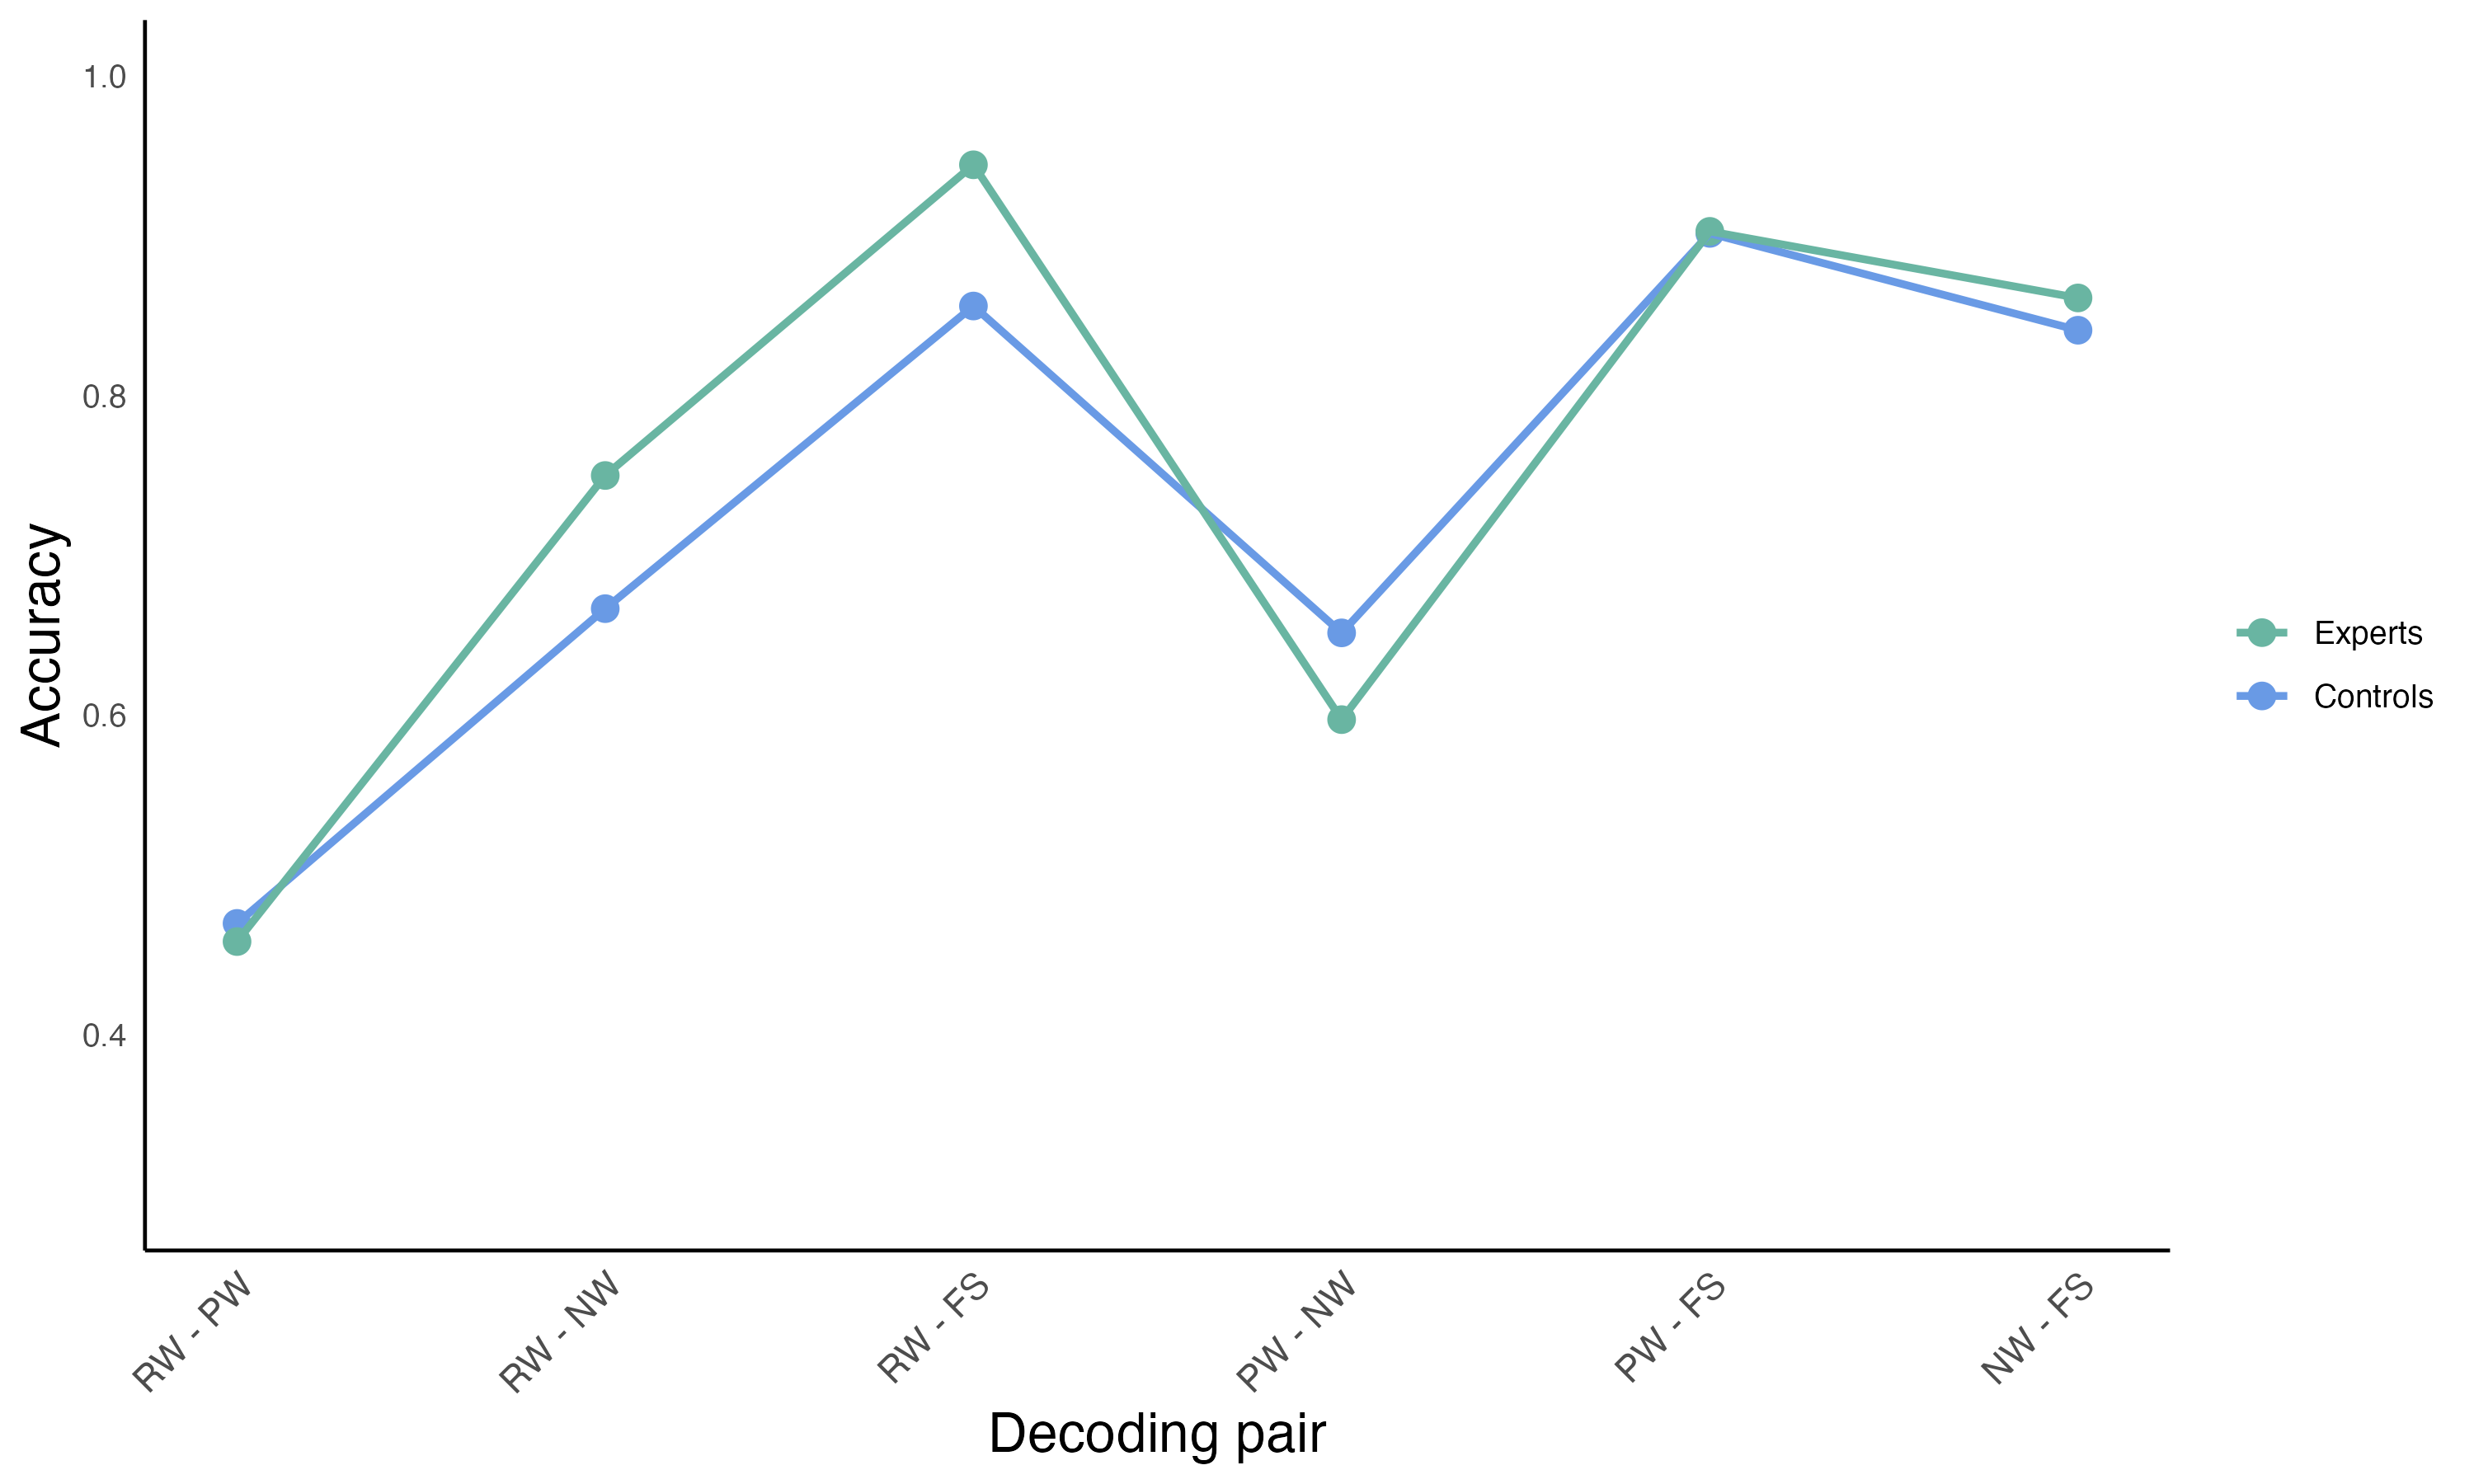 1.0
0.8
0.6
0.4
Accuracy
RW - PW
RW - NW
RW - FS
PW - NW
PW - FS
NW - FS
Decoding pair
Experts
Controls